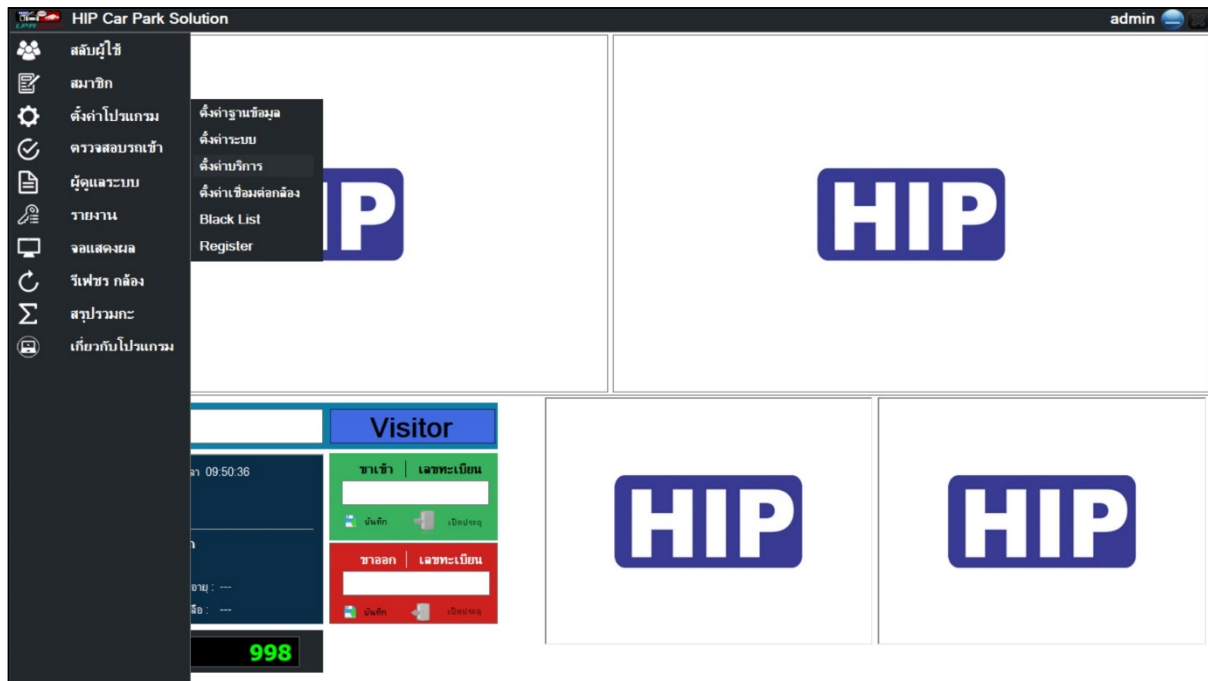 LPR HIP Car Park Solution admin
สลับผู้ใช้
สมาชิก
ตั้งค่าโปรแกรม
ตรวจสอบรถเข้า
ผู้ดูแลระบบ
รายงาน
จอแสดงผล
รีเฟชร กล้อง
สรุปรวมกะ
เกี่ยวกับโปรแกรม
ตั้งค่าฐานข้อมูล
ตั้งค่าระบบ
ตั้งค่าบริการ
ตั้งค่าเชื่อมต่อกล้อง
Black List
Register
IP
HIP
Visitor
09:50:36
ขาเข้า | เลขทะเบียน
บันทึก เปิดประตู
ขาออก | เลขทะเบียน
บันทึก เปิดประตู
อายุ : ---
ลือ : ---
998
HIP
HIP